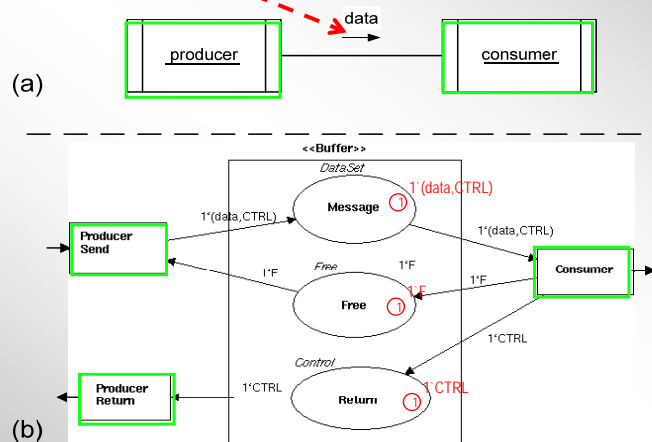 data
producer
consumer
(a)
<<Buffer>>
DataSet
1`(data,CTRL)
Message
1
1‘(data,CTRL)
1‘(data,CTRL)
Producer
Send
Consumer
Free
1‘F
1‘F
1‘F
1`F
Free
1
1‘CTRL
Control
1`CTRL
Producer
Return
1‘CTRL
Return
1
(b)